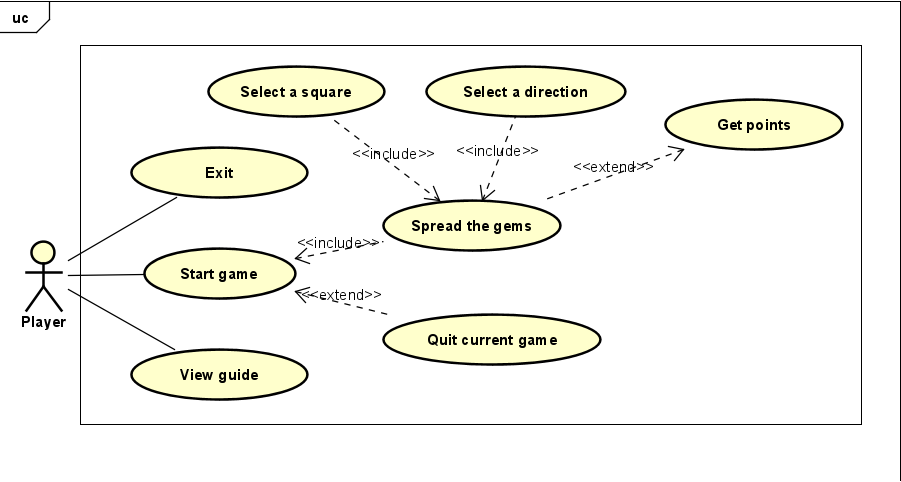 uc
Select a square
Select a direction
Get points
<<include>>
<<include>>
<<extend>>
Exit
Spread the gems
<<include>>
Start game
<<extend>>
Player
Quit current game
View guide